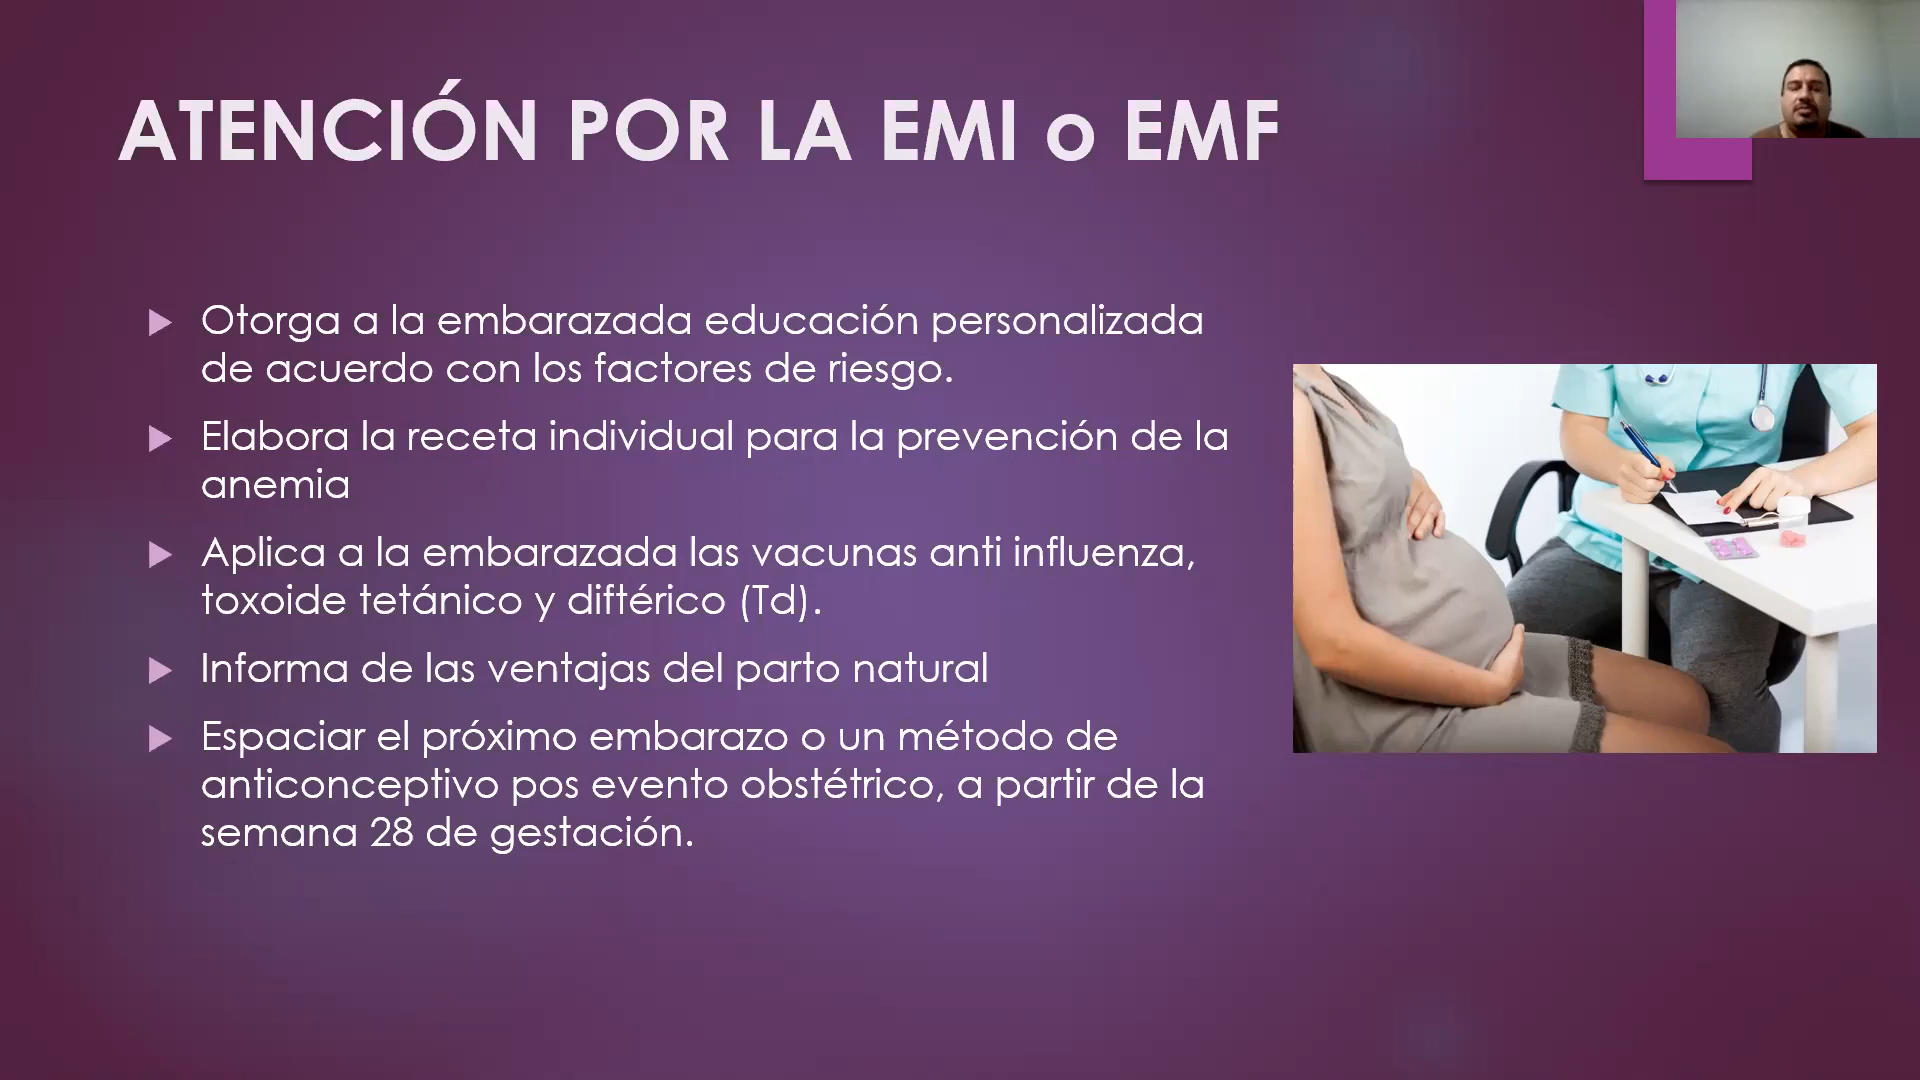 ATENCIÓN POR LA EMI o EMF
Otorga a la embarazada educación personalizada
de acuerdo con los factores de riesgo.
Elabora la receta individual para la prevención de la
anemia
Aplica a la embarazada las vacunas anti influenza,
toxoide tetánico y diftérico (Td).
Informa de las ventajas del parto natural
Espaciar el próximo embarazo o un método de
anticonceptivo pos evento obstétrico, a partir de la
semana 28 de gestación.